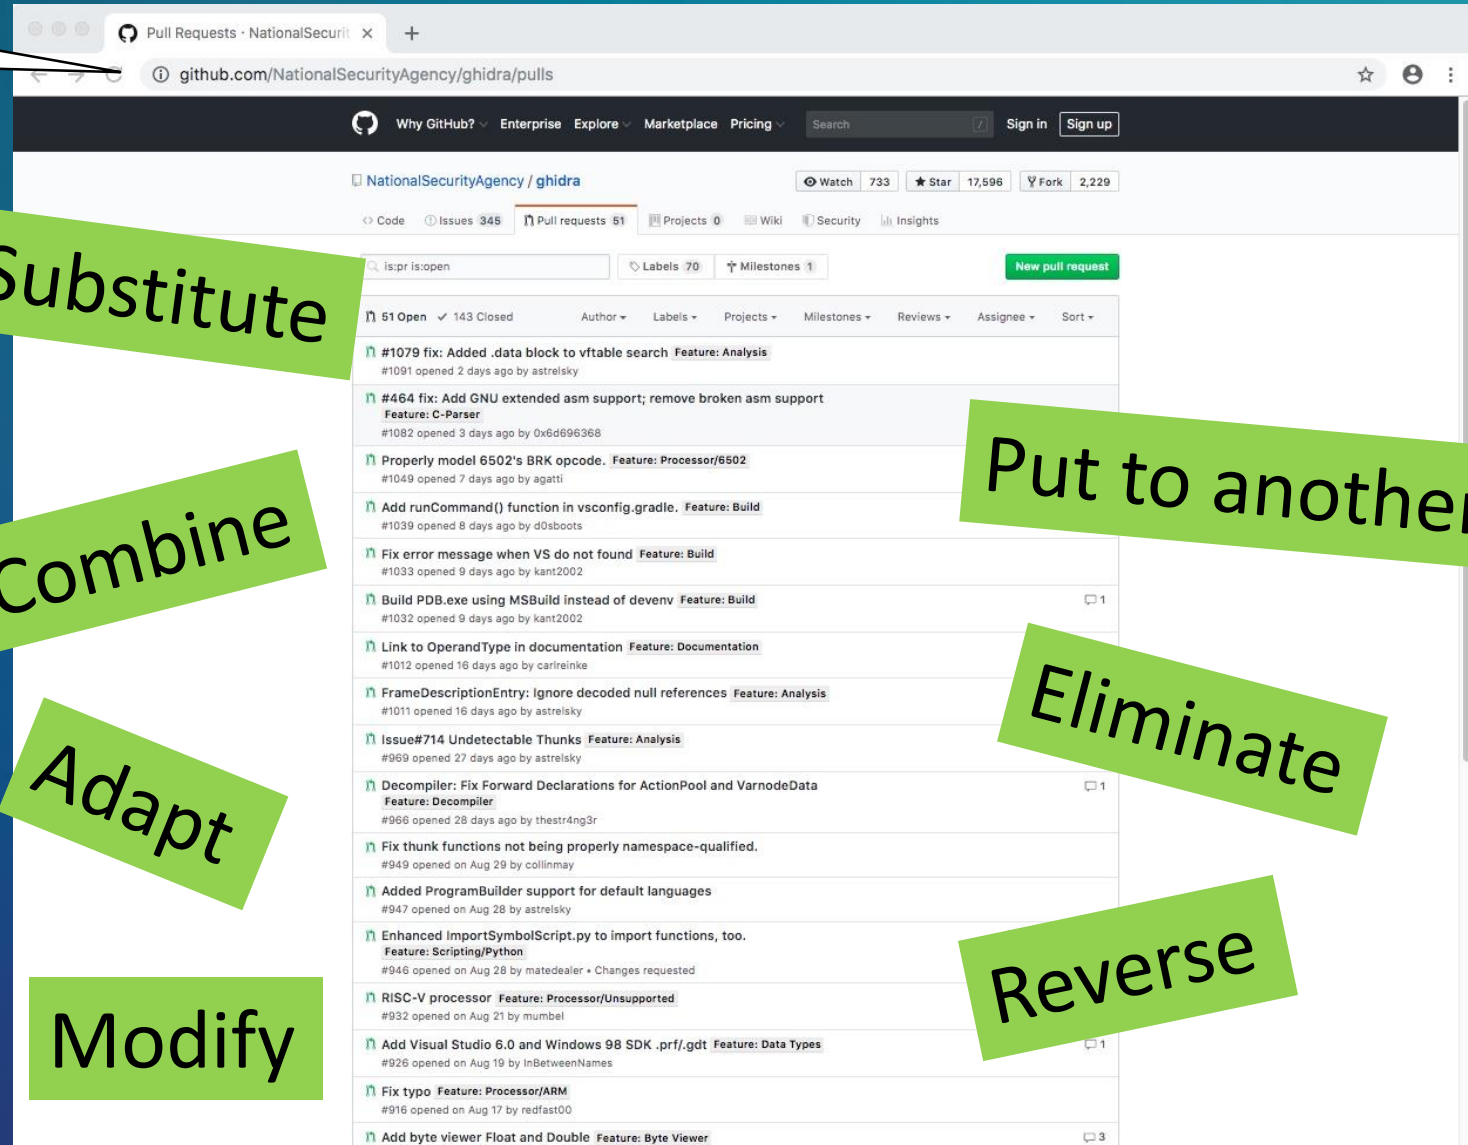 Pull Requests · NationalSecurit
github.com/NationalSecurityAgency/ghidra/pulls
Why GitHub? Enterprise Explore Marketplace Pricing Search / Sign in Sign up
NationalSecurityAgency / ghidra
Watch 733 Star 17,596 Fork 2,229
Code Issues 345 Pull requests 51 Projects 0 Wiki Security Insights
is:pr is:open Labels 70 Milestones 1 New pull request
51 Open 143 Closed Author Labels Projects Milestones Reviews Assignee Sort
#1079 fix: Added .data block to vftable search Feature: Analysis
#1091 opened 2 days ago by astrelsky
#464 fix: Add GNU extended asm support; remove broken asm support
Feature: C-Parser
#1082 opened 3 days ago by 0x6d696368
Properly model 6502's BRK opcode. Feature: Processor/6502
#1049 opened 7 days ago by agatti
Add runCommand() function in vsconfig.gradle. Feature: Build
#1039 opened 8 days ago by d0sboots
Fix error message when VS do not found Feature: Build
#1033 opened 9 days ago by kant2002
Build PDB.exe using MSBuild instead of devenv Feature: Build 1
#1032 opened 9 days ago by kant2002
Link to OperandType in documentation Feature: Documentation
#1012 opened 16 days ago by carlreinke
FrameDescriptionEntry: Ignore decoded null references Feature: Analysis
#1011 opened 16 days ago by astrelsky
Issue#714 Undetectable Thunks Feature: Analysis
#969 opened 27 days ago by astrelsky
Decompiler: Fix Forward Declarations for ActionPool and VarnodeData 1
Feature: Decompiler
#966 opened 28 days ago by thestr4ng3r
Fix thunk functions not being properly namespace-qualified.
#949 opened on Aug 29 by collinmay
Added ProgramBuilder support for default languages
#947 opened on Aug 28 by astrelsky
Enhanced ImportSymbolScript.py to import functions, too.
Feature: Scripting/Python
#946 opened on Aug 28 by matedealer • Changes requested
RISC-V processor Feature: Processor/Unsupported
#932 opened on Aug 21 by mumbel
Add Visual Studio 6.0 and Windows 98 SDK .prf/.gdt Feature: Data Types 1
#926 opened on Aug 19 by InBetweenNames
Fix typo Feature: Processor/ARM
#916 opened on Aug 17 by redfast00
Add byte viewer Float and Double Feature: Byte Viewer 3
Substitute
Combine
Adapt
Modify
Put to another
Eliminate
Reverse